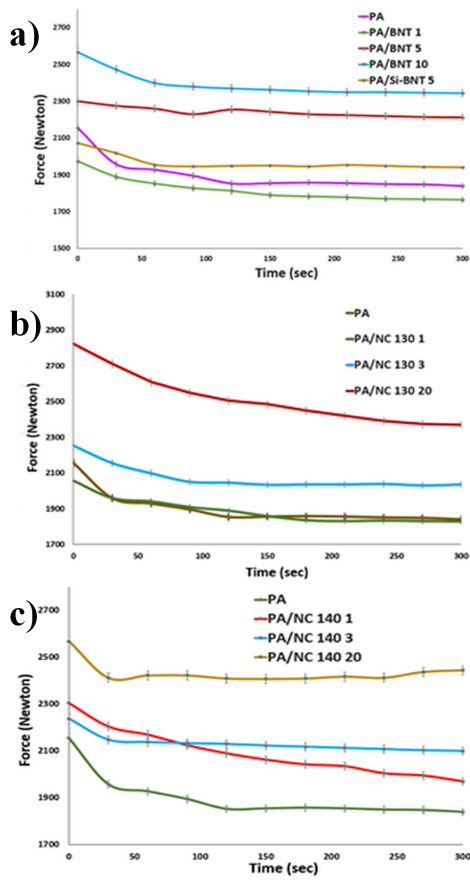 a)
PA
PA/BNT 1
PA/BNT 5
PA/BNT 10
PA/Si-BNT 5
Force (Newton)
2700
2500
2300
2100
1900
1700
1500
0 50 100 150 200 250 300
Time (sec)
b)
PA
PA/NC 130 1
PA/NC 130 3
PA/NC 130 20
Force (Newton)
3100
2900
2700
2500
2300
2100
1900
1700
0 50 100 150 200 250 300
Time (sec)
c)
PA
PA/NC 140 1
PA/NC 140 3
PA/NC 140 20
Force (Newton)
2700
2500
2300
2100
1900
1700
0 50 100 150 200 250 300
Time (sec)